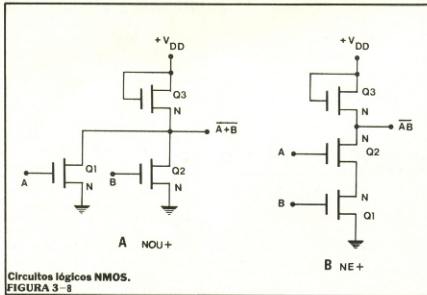 +V DD
Q3
N
A+B
Q1
N
A
B
Q2
N
A NOU+
+V DD
Q3
N
AB
A
Q2
N
B
N
Q1
B NE+
Circuitos lógicos NMOS.
FIGURA 3-8